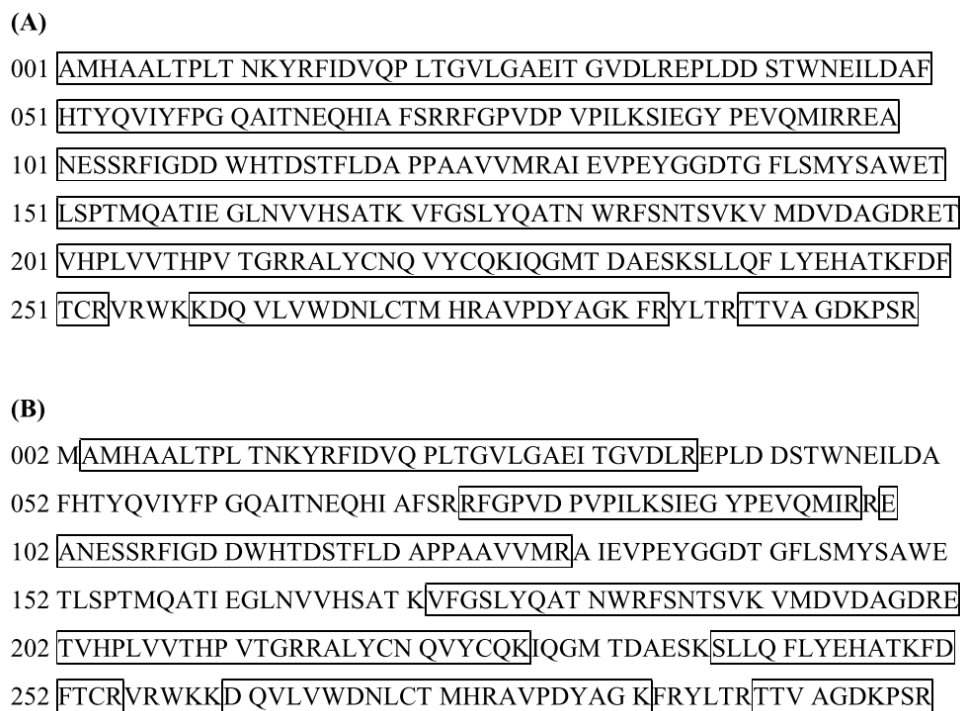 (A)
001 AMHAALTPLT NKYRFIDVQP LTGVLGAEIT GVDLREPLDD STWNEILDAF
051 HTYQVIYFPG QAITNEQHIA FSRRFGPVDP VPILKSIEGY PEVQMIRREA
101 NESSRFIGDD WHTDSTFLDA PPAAVVMRAI EVPEYGGDTG FLSMYSAWET
151 LSPTMQATIE GLNVVHSATK VFGSLYQATN WRFSNTSVKV MDVDAGDRET
201 VHPLVVTHPV TGRRALYCNQ VYCQKIQGMT DAESKSLLQF LYEHATKFDF
251 TCRVRWKKDQ VLVWDNLCTM HRAVPDYAGK FRYLTRTTVA GDKPSR
(B)
002 MAMHAALTPL TNKYRFIDVQ PLTGVLGAEI TGVDLREPLD DSTWNEILDA
052 FHTYQVIYFP GQAITNEQHI AFSRRFGPVD PVPILKSIEG YPEVQMIRRE
102 ANESSRFIGD DWHTDSTFLD APPAAVVMRA IEVPEYGGDT GFLSMYSAWE
152 TLSPTMQATI EGLNVVHSAT KVFGSLYQAT NWRFSNTSVK VMDVDAGDRE
202 TVHPLVVTHP VTGRRALYCN QVYCQKIQGM TDAESKSLLQ FLYEHATKFD
252 FTCRVRWKKD QVLVWDNLCT MHRAVPDYAG KFRYLTRTTV AGDKPSR